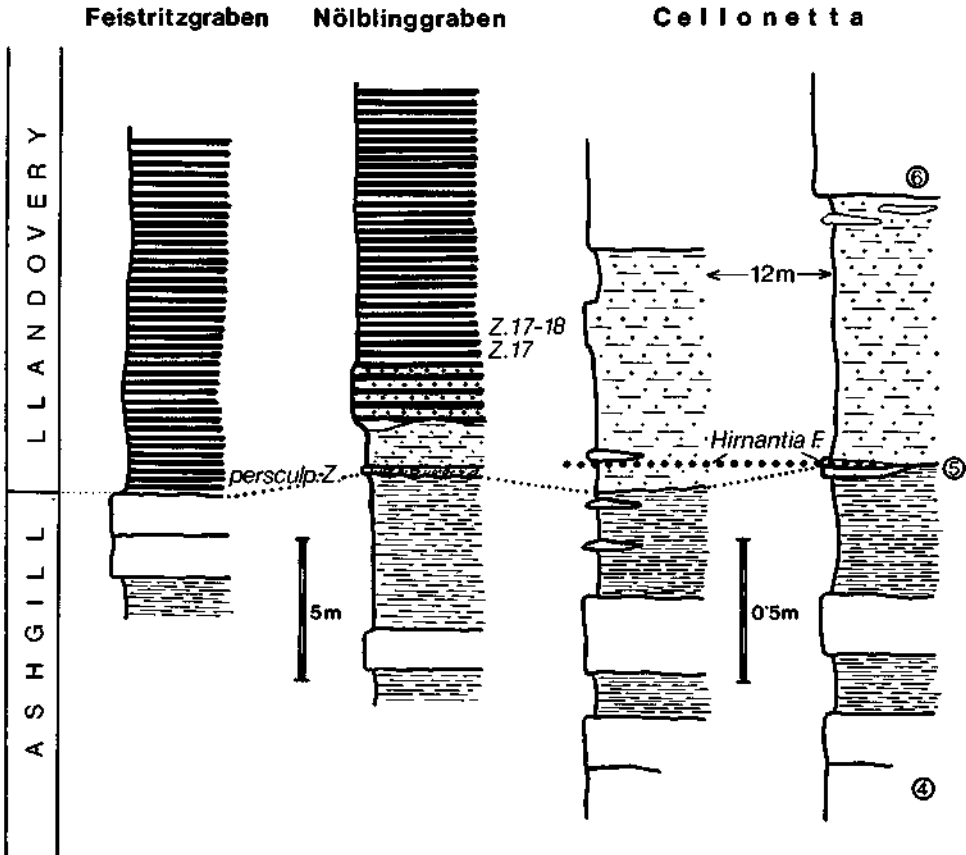 Feistritzgraben Nölblinggraben Cellonetta
LLANDOVERY
ASHGILL
⑥
12m
Z.17-18
Z.17
Hirnantia F.
⑤
persculp.Z.
5m
0·5m
④